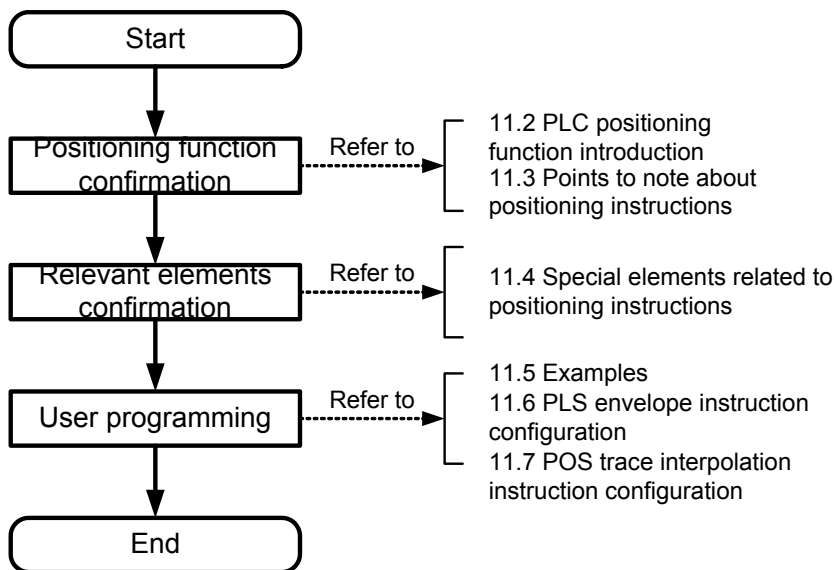 Start
Positioning function
confirmation
Refer to
11.2 PLC positioning
function introduction
11.3 Points to note about
positioning instructions
Relevant elements
confirmation
Refer to
11.4 Special elements related to
positioning instructions
User programming
Refer to
11.5 Examples
11.6 PLS envelope instruction
configuration
11.7 POS trace interpolation
instruction configuration
End